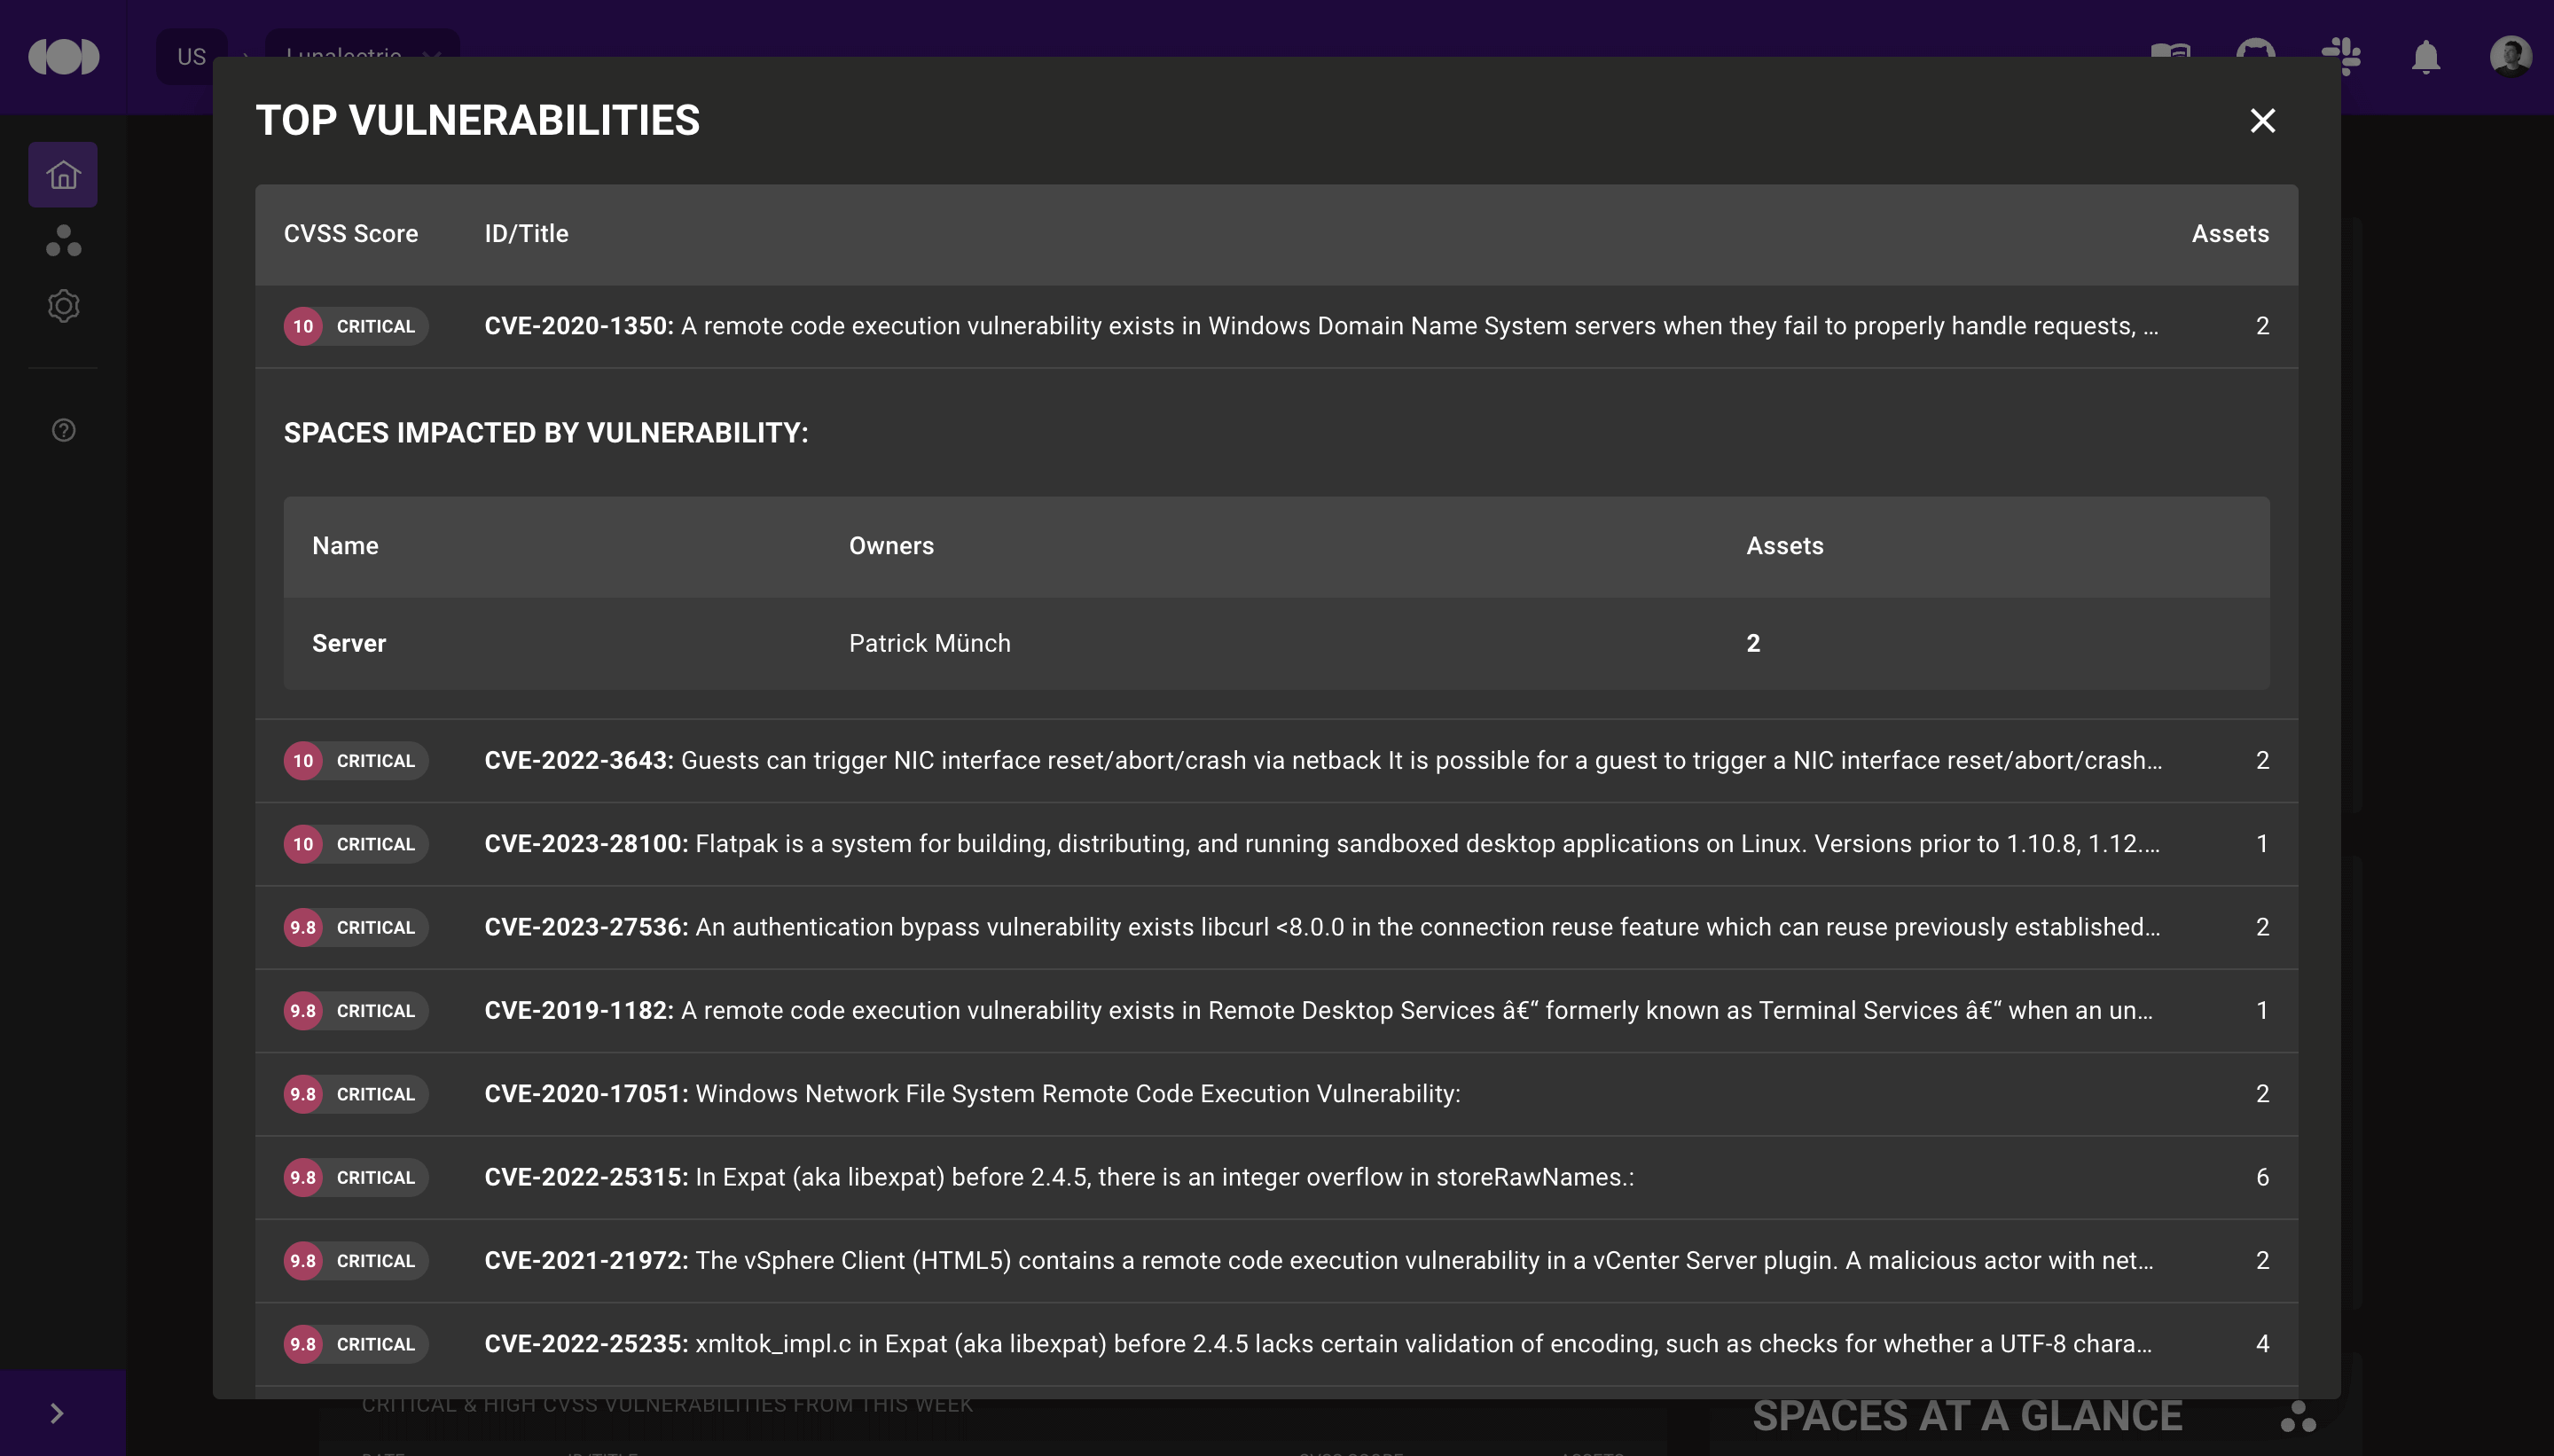 US
Lunalectric
TOP VULNERABILITIES
CVSS Score ID/Title Assets
10 CRITICAL CVE-2020-1350: A remote code execution vulnerability exists in Windows Domain Name System servers when they fail to properly handle requests, ... 2
SPACES IMPACTED BY VULNERABILITY:
Name Owners Assets
Server Patrick Münch 2
10 CRITICAL CVE-2022-3643: Guests can trigger NIC interface reset/abort/crash via netback It is possible for a guest to trigger a NIC interface reset/abort/crash... 2
10 CRITICAL CVE-2023-28100: Flatpak is a system for building, distributing, and running sandboxed desktop applications on Linux. Versions prior to 1.10.8, 1.12.... 1
9.8 CRITICAL CVE-2023-27536: An authentication bypass vulnerability exists libcurl <8.0.0 in the connection reuse feature which can reuse previously established... 2
9.8 CRITICAL CVE-2019-1182: A remote code execution vulnerability exists in Remote Desktop Services â€“ formerly known as Terminal Services â€“ when an un... 1
9.8 CRITICAL CVE-2020-17051: Windows Network File System Remote Code Execution Vulnerability: 2
9.8 CRITICAL CVE-2022-25315: In Expat (aka libexpat) before 2.4.5, there is an integer overflow in storeRawNames.: 6
9.8 CRITICAL CVE-2021-21972: The vSphere Client (HTML5) contains a remote code execution vulnerability in a vCenter Server plugin. A malicious actor with net... 2
9.8 CRITICAL CVE-2022-25235: xmltok_impl.c in Expat (aka libexpat) before 2.4.5 lacks certain validation of encoding, such as checks for whether a UTF-8 chara... 4
CRITICAL & HIGH CVSS VULNERABILITIES FROM THIS WEEK
SPACES AT A GLANCE